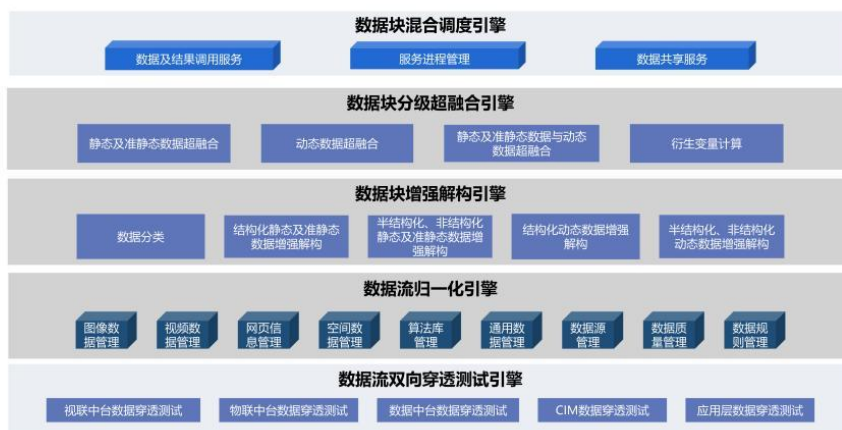 数据块混合调度引擎
数据及结果调用服务
服务进程管理
数据共享服务
数据块分级超融合引擎
静态及准静态数据超融合
动态数据超融合
静态及准静态数据与动态
数据超融合
衍生变量计算
数据块增强解构引擎
数据分类
结构化静态及准静态
数据增强解构
半结构化、非结构化
静态及准静态数据增
强解构
结构化动态数据增强
解构
半结构化、非结构化
动态数据增强解构
数据流归一化引擎
图像数
据管理
视频数
据管理
网页信
息管理
空间数
据管理
算法库
管理
通用数
据管理
数据源
管理
数据质
量管理
数据规
则管理
数据流双向穿透测试引擎
视联中台数据穿透测试
物联中台数据穿透测试
数据中台数据穿透测试
CIM数据穿透测试
应用层数据穿透测试